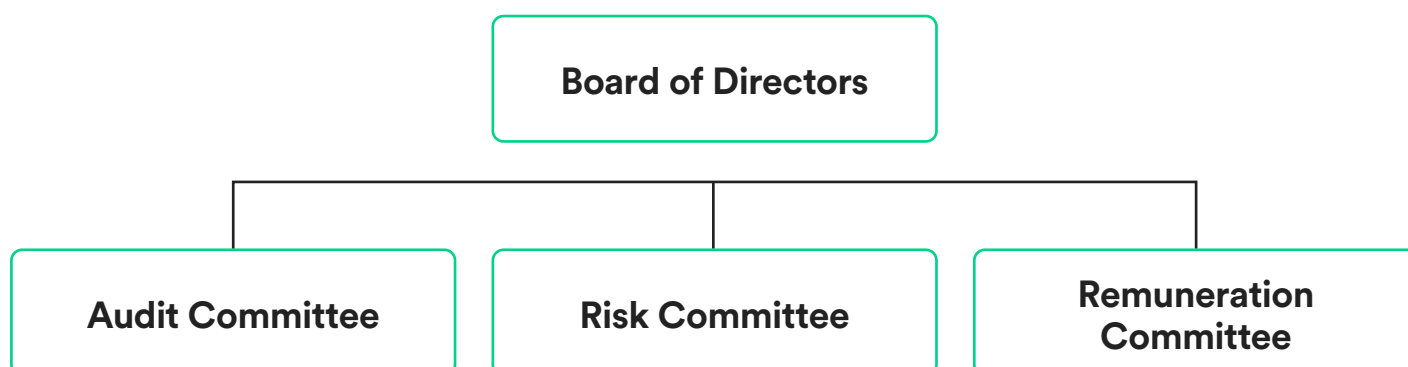 Board of Directors
Audit Committee
Risk Committee
Remuneration
Committee